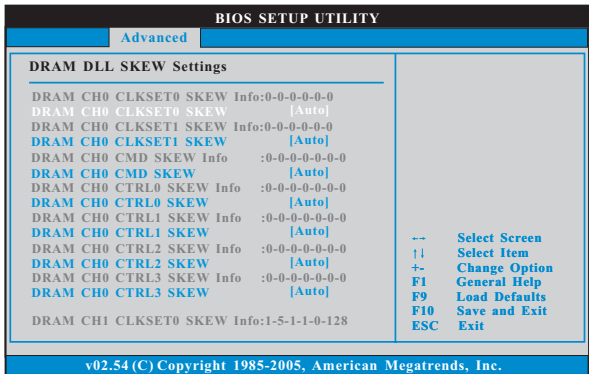 BIOS SETUP UTILITY
Advanced
DRAM DLL SKEW Settings
DRAM CH0 CLKSET0 SKEW Info:0-0-0-0-0-0
DRAM CH0 CLKSET0 SKEW [Auto]
DRAM CH0 CLKSET1 SKEW Info:0-0-0-0-0-0
DRAM CH0 CLKSET1 SKEW [Auto]
DRAM CH0 CMD SKEW Info :0-0-0-0-0-0-0
DRAM CH0 CMD SKEW [Auto]
DRAM CH0 CTRL0 SKEW Info :0-0-0-0-0-0
DRAM CH0 CTRL0 SKEW [Auto]
DRAM CH0 CTRL1 SKEW Info :0-0-0-0-0-0
DRAM CH0 CTRL1 SKEW [Auto]
DRAM CH0 CTRL2 SKEW Info :0-0-0-0-0-0
DRAM CH0 CTRL2 SKEW [Auto]
DRAM CH0 CTRL3 SKEW Info :0-0-0-0-0-0
DRAM CH0 CTRL3 SKEW [Auto]
DRAM CH1 CLKSET0 SKEW Info:1-5-1-1-0-128
←→ Select Screen
↑↓ Select Item
+- Change Option
F1 General Help
F9 Load Defaults
F10 Save and Exit
ESC Exit
v02.54 (C) Copyright 1985-2005, American Megatrends, Inc.